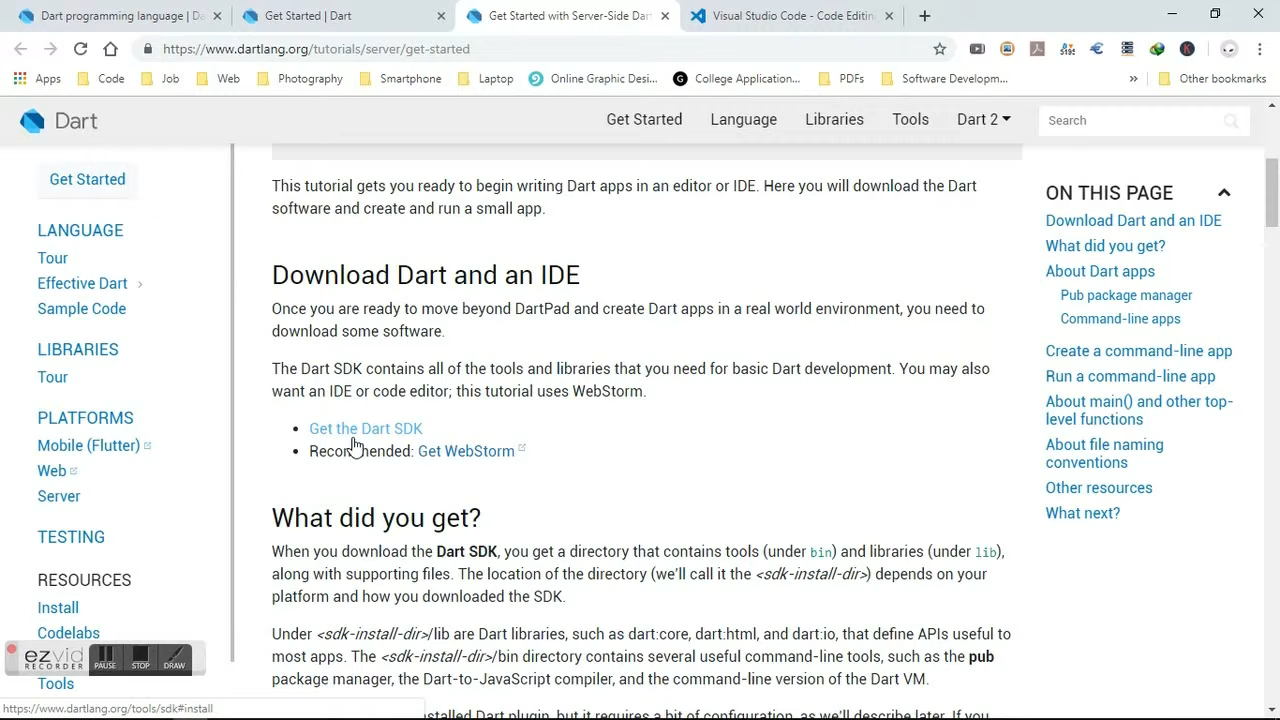 Dart programming language | Da
Get Started | Dart
Get Started with Server-Side Dar
Visual Studio Code - Code Editin
https://www.dartlang.org/tutorials/server/get-started
Apps
Code
Job
Web
Photography
Smartphone
Laptop
Online Graphic Desi...
College Application...
PDFs
Software Developm...
»
Other bookmarks
Dart
Get Started
Language
Libraries
Tools
Dart 2
Search
Get Started
LANGUAGE
Tour
Effective Dart
Sample Code
LIBRARIES
Tour
PLATFORMS
Mobile (Flutter)
Web
Server
TESTING
RESOURCES
Install
Codelabs
Tools
This tutorial gets you ready to begin writing Dart apps in an editor or IDE. Here you will download the Dart
software and create and run a small app.
Download Dart and an IDE
Once you are ready to move beyond DartPad and create Dart apps in a real world environment, you need to
download some software.
The Dart SDK contains all of the tools and libraries that you need for basic Dart development. You may also
want an IDE or code editor; this tutorial uses WebStorm.
• Get the Dart SDK
• Recommended: Get WebStorm
What did you get?
When you download the Dart SDK, you get a directory that contains tools (under bin) and libraries (under lib),
along with supporting files. The location of the directory (we'll call it the <sdk-install-dir>) depends on your
platform and how you downloaded the SDK.
Under <sdk-install-dir>/lib are Dart libraries, such as dart:core, dart:html, and dart:io, that define APIs useful to
most apps. The <sdk-install-dir>/bin directory contains several useful command-line tools, such as the pub
package manager, the Dart-to-JavaScript compiler, and the command-line version of the Dart VM.
installed Dart plugin, but it requires a bit of configuration, as we'll describe later. If you
ON THIS PAGE
Download Dart and an IDE
What did you get?
About Dart apps
Pub package manager
Command-line apps
Create a command-line app
Run a command-line app
About main() and other top-
level functions
About file naming
conventions
Other resources
What next?
ezvid
RECORDER
PAUSE
STOP
DRAW
https://www.dartlang.org/tools/sdk#install